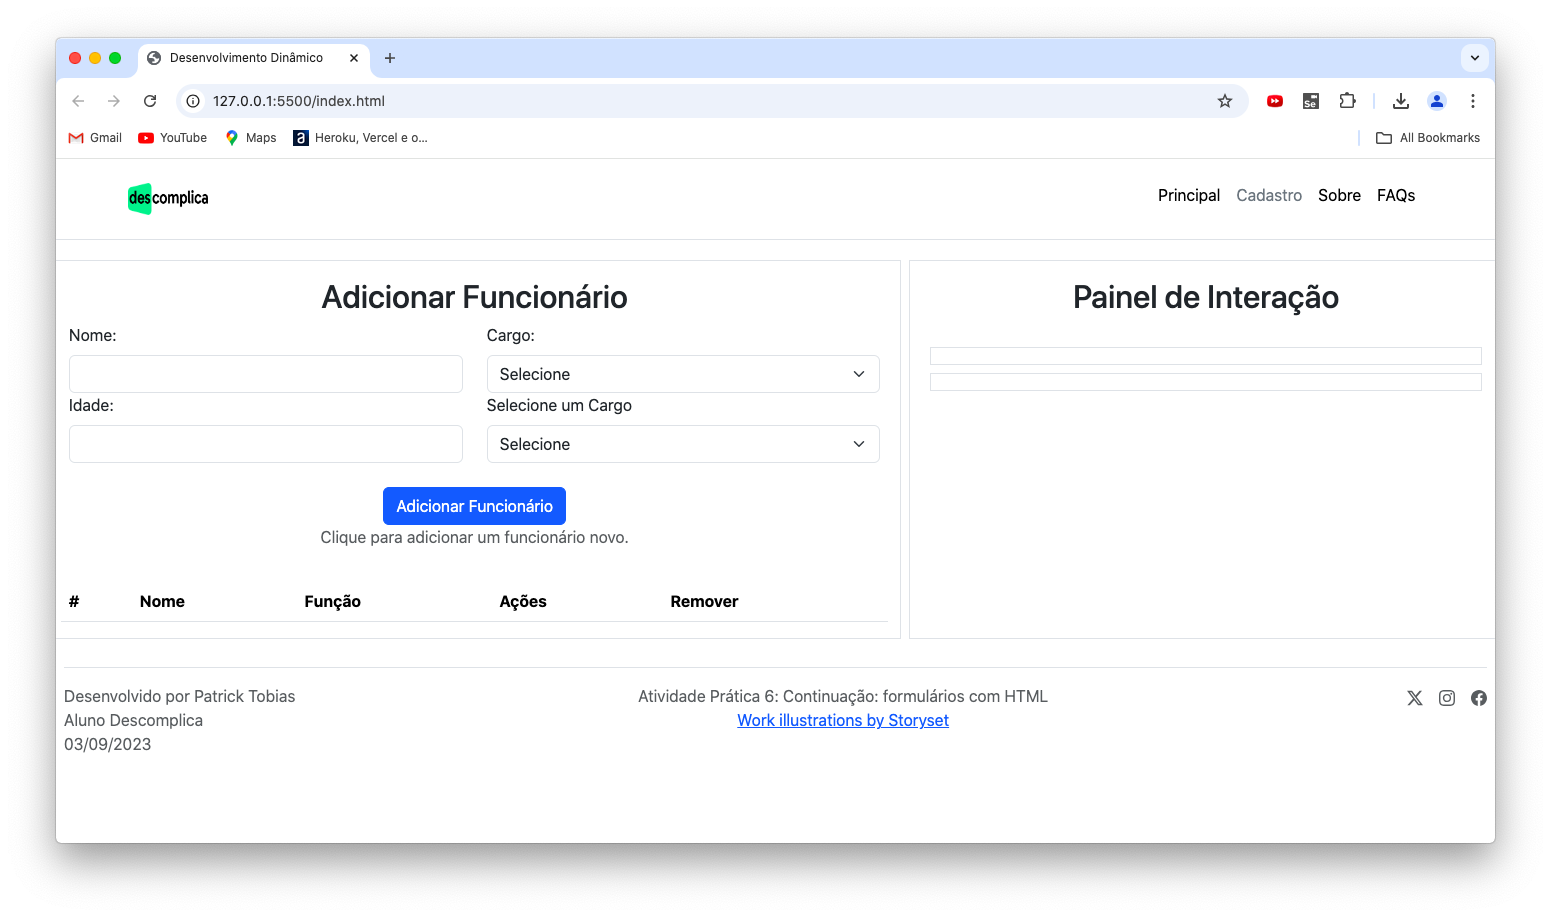 Desenvolvimento Dinâmico
127.0.0.1:5500/index.html
Se
Gmail YouTube Maps a Heroku, Vercel e o... All Bookmarks
descomplica
Principal Cadastro Sobre FAQs
Adicionar Funcionário
Nome: Cargo:
Selecione
Idade: Selecione um Cargo
Selecione
Adicionar Funcionário
Clique para adicionar um funcionário novo.
# Nome Função Ações Remover
Painel de Interação
Desenvolvido por Patrick Tobias
Aluno Descomplica
03/09/2023
Atividade Prática 6: Continuação: formulários com HTML
Work illustrations by Storyset